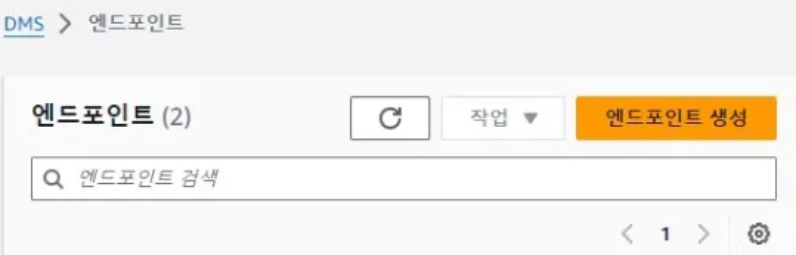 DMS > 엔드포인트
엔드포인트 (2)
작업 ▼
엔드포인트 생성
엔드포인트 검색
< 1 >